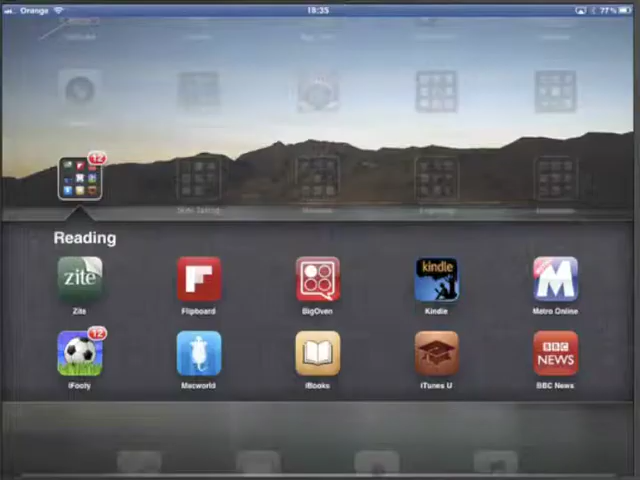 Orange 18:35 77%
12
Reading
zite kindle M
Zite Flipboard BigOven Kindle Metro Online
12 BBC NEWS
iFooty Macworld iBooks iTunes U BBC News